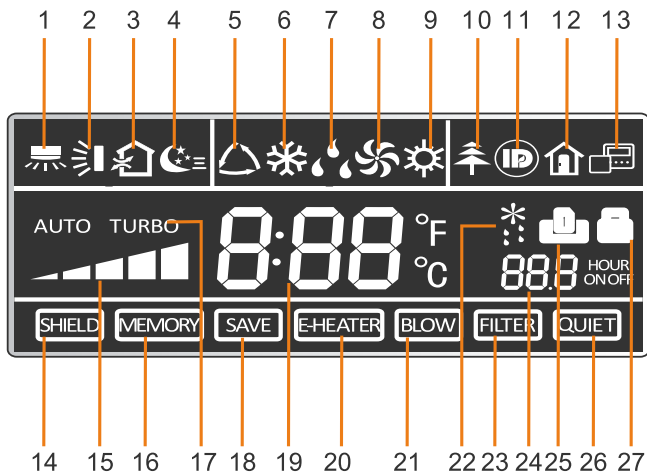 1 2 3 4 5 6 7 8 9 10 11 12 13
AUTO TURBO
8:88 °F
°C
88.8 HOUR
ON OFF
SHIELD MEMORY SAVE E-HEATER BLOW FILTER QUIET
14 15 16 17 18 19 20 21 22 23 24 25 26 27